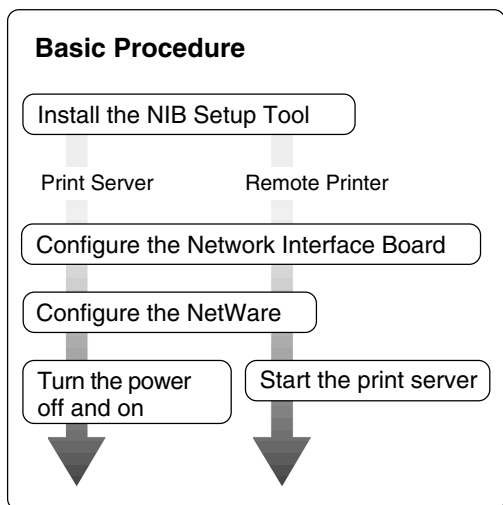 Basic Procedure
Install the NIB Setup Tool
Print Server
Remote Printer
Configure the Network Interface Board
Configure the NetWare
Turn the power
off and on
Start the print server